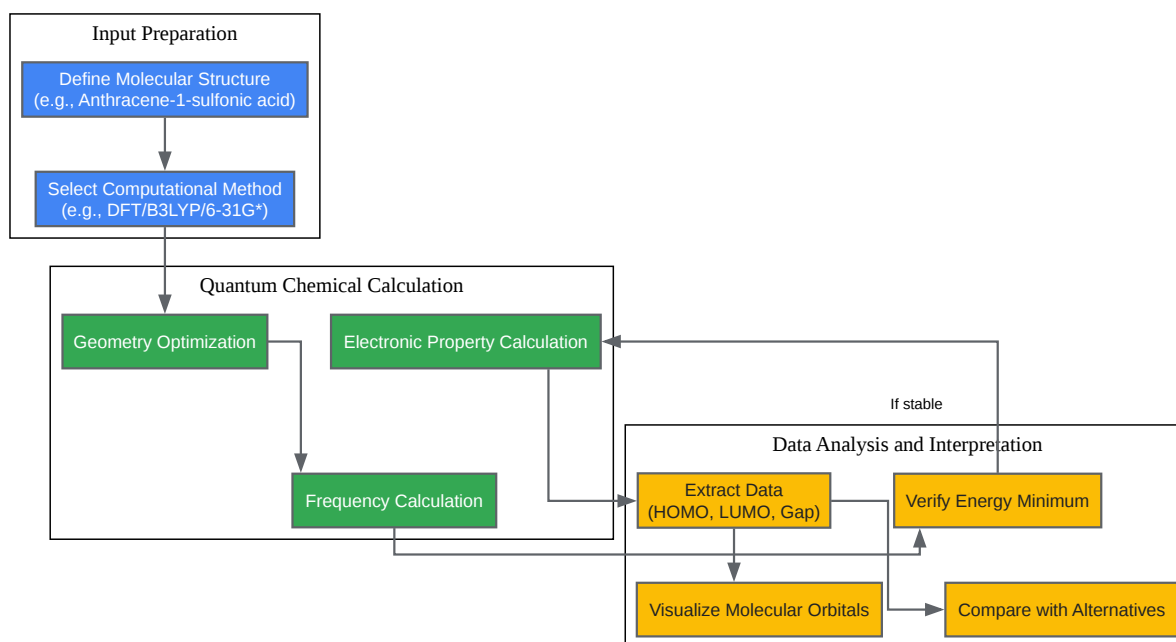 Input Preparation
Define Molecular Structure
(e.g., Anthracene-1-sulfonic acid)
Select Computational Method
(e.g., DFT/B3LYP/6-31G*)
Quantum Chemical Calculation
Geometry Optimization
Electronic Property Calculation
If stable
Data Analysis and Interpretation
Frequency Calculation
Extract Data
(HOMO, LUMO, Gap)
Verify Energy Minimum
Visualize Molecular Orbitals
Compare with Alternatives